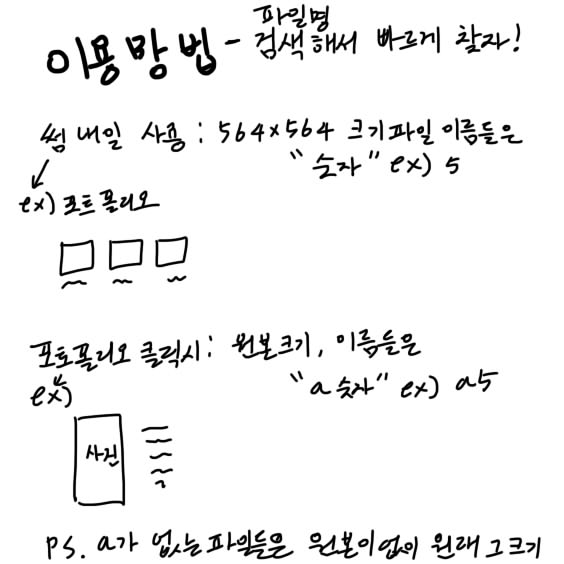 이용방법 - 파일명
검색해서 빠르게 찾자!
썸내일 사용 : 564x564 크기파일 이름들은
"숫자" ex) 5
ex) 포트폴리오
포토폴리오 클릭시 : 원본크기, 이름들은
"a숫자" ex) a5
ex)
사진
ps. a가 없는파일들은 원본이없이 원래 그크기